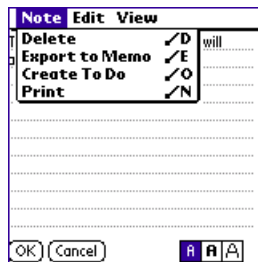 Note Edit View
Delete ⁄D will
Export to Memo ⁄E
Create To Do ⁄O
Print ⁄N
OK Cancel A A A